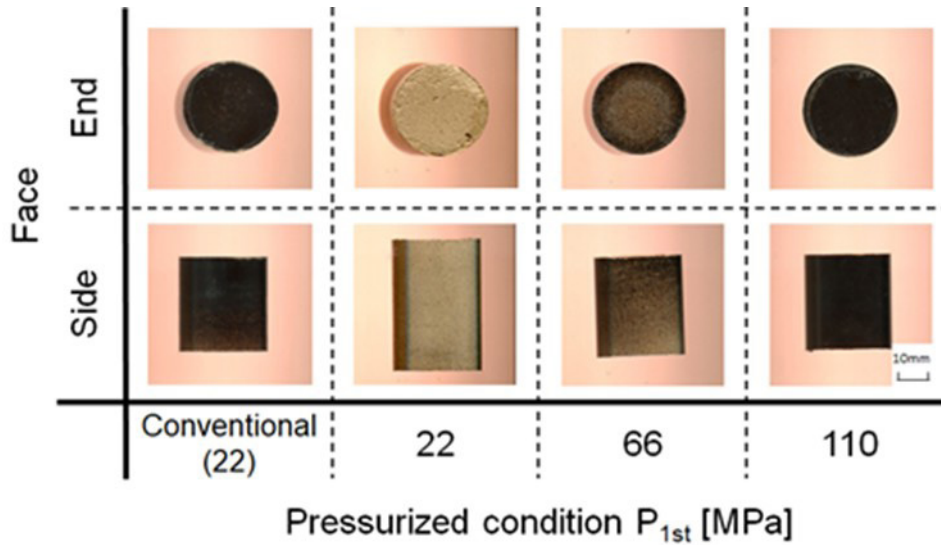 Face
End
Side
10mm
Conventional
(22)
22
66
110
Pressurized condition P1st [MPa]